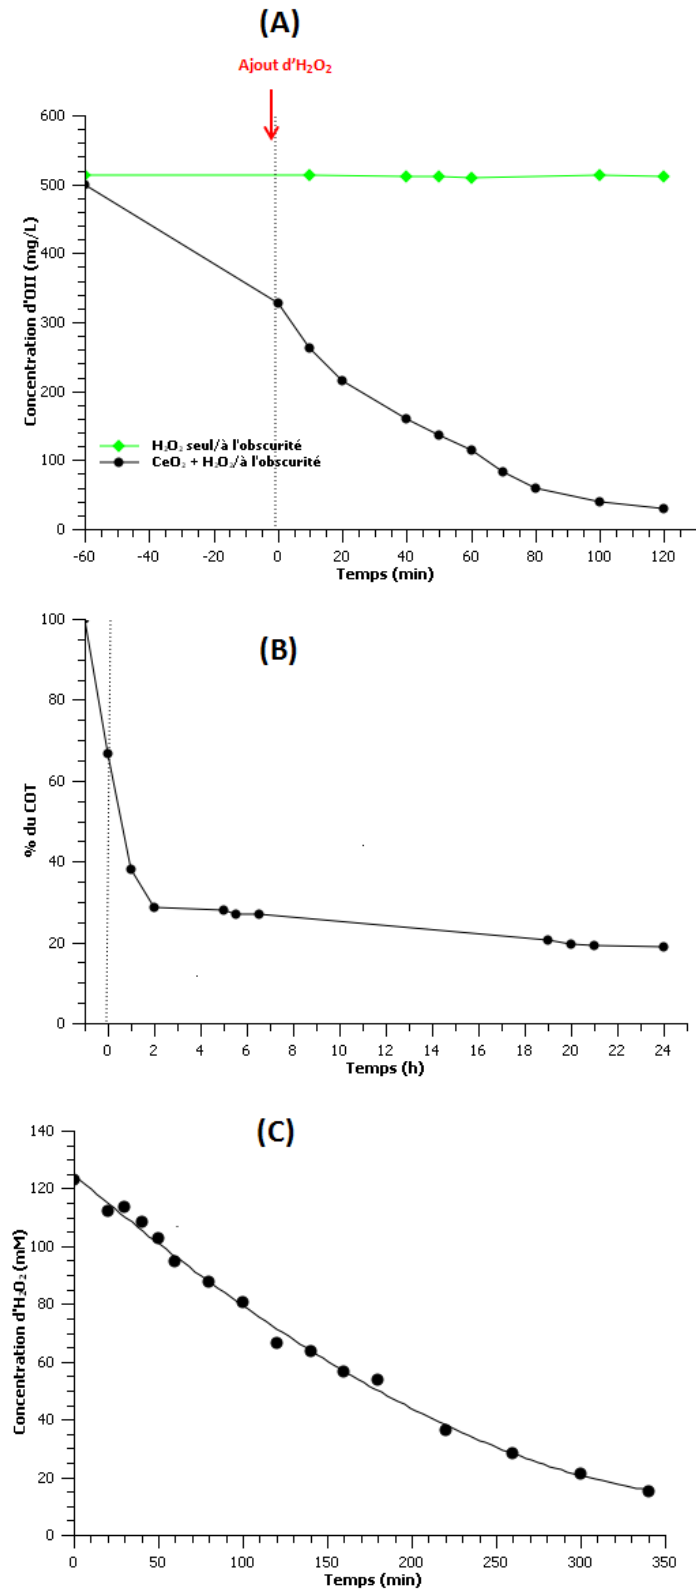 (A)
Ajout d'H₂O₂
600
500
400
300
200
100
0
Concentration d'OII (mg/L)
H₂O₂ seul/à l'obscurité
CeO₂ + H₂O₂/à l'obscurité
-60 -40 -20 0 20 40 60 80 100 120
Temps (min)
(B)
100
80
60
40
20
0
% du COT
0 2 4 6 8 10 12 14 16 18 20 22 24
Temps (h)
(C)
140
120
100
80
60
40
20
0
Concentration d'H₂O₂ (mM)
0 50 100 150 200 250 300 350
Temps (min)